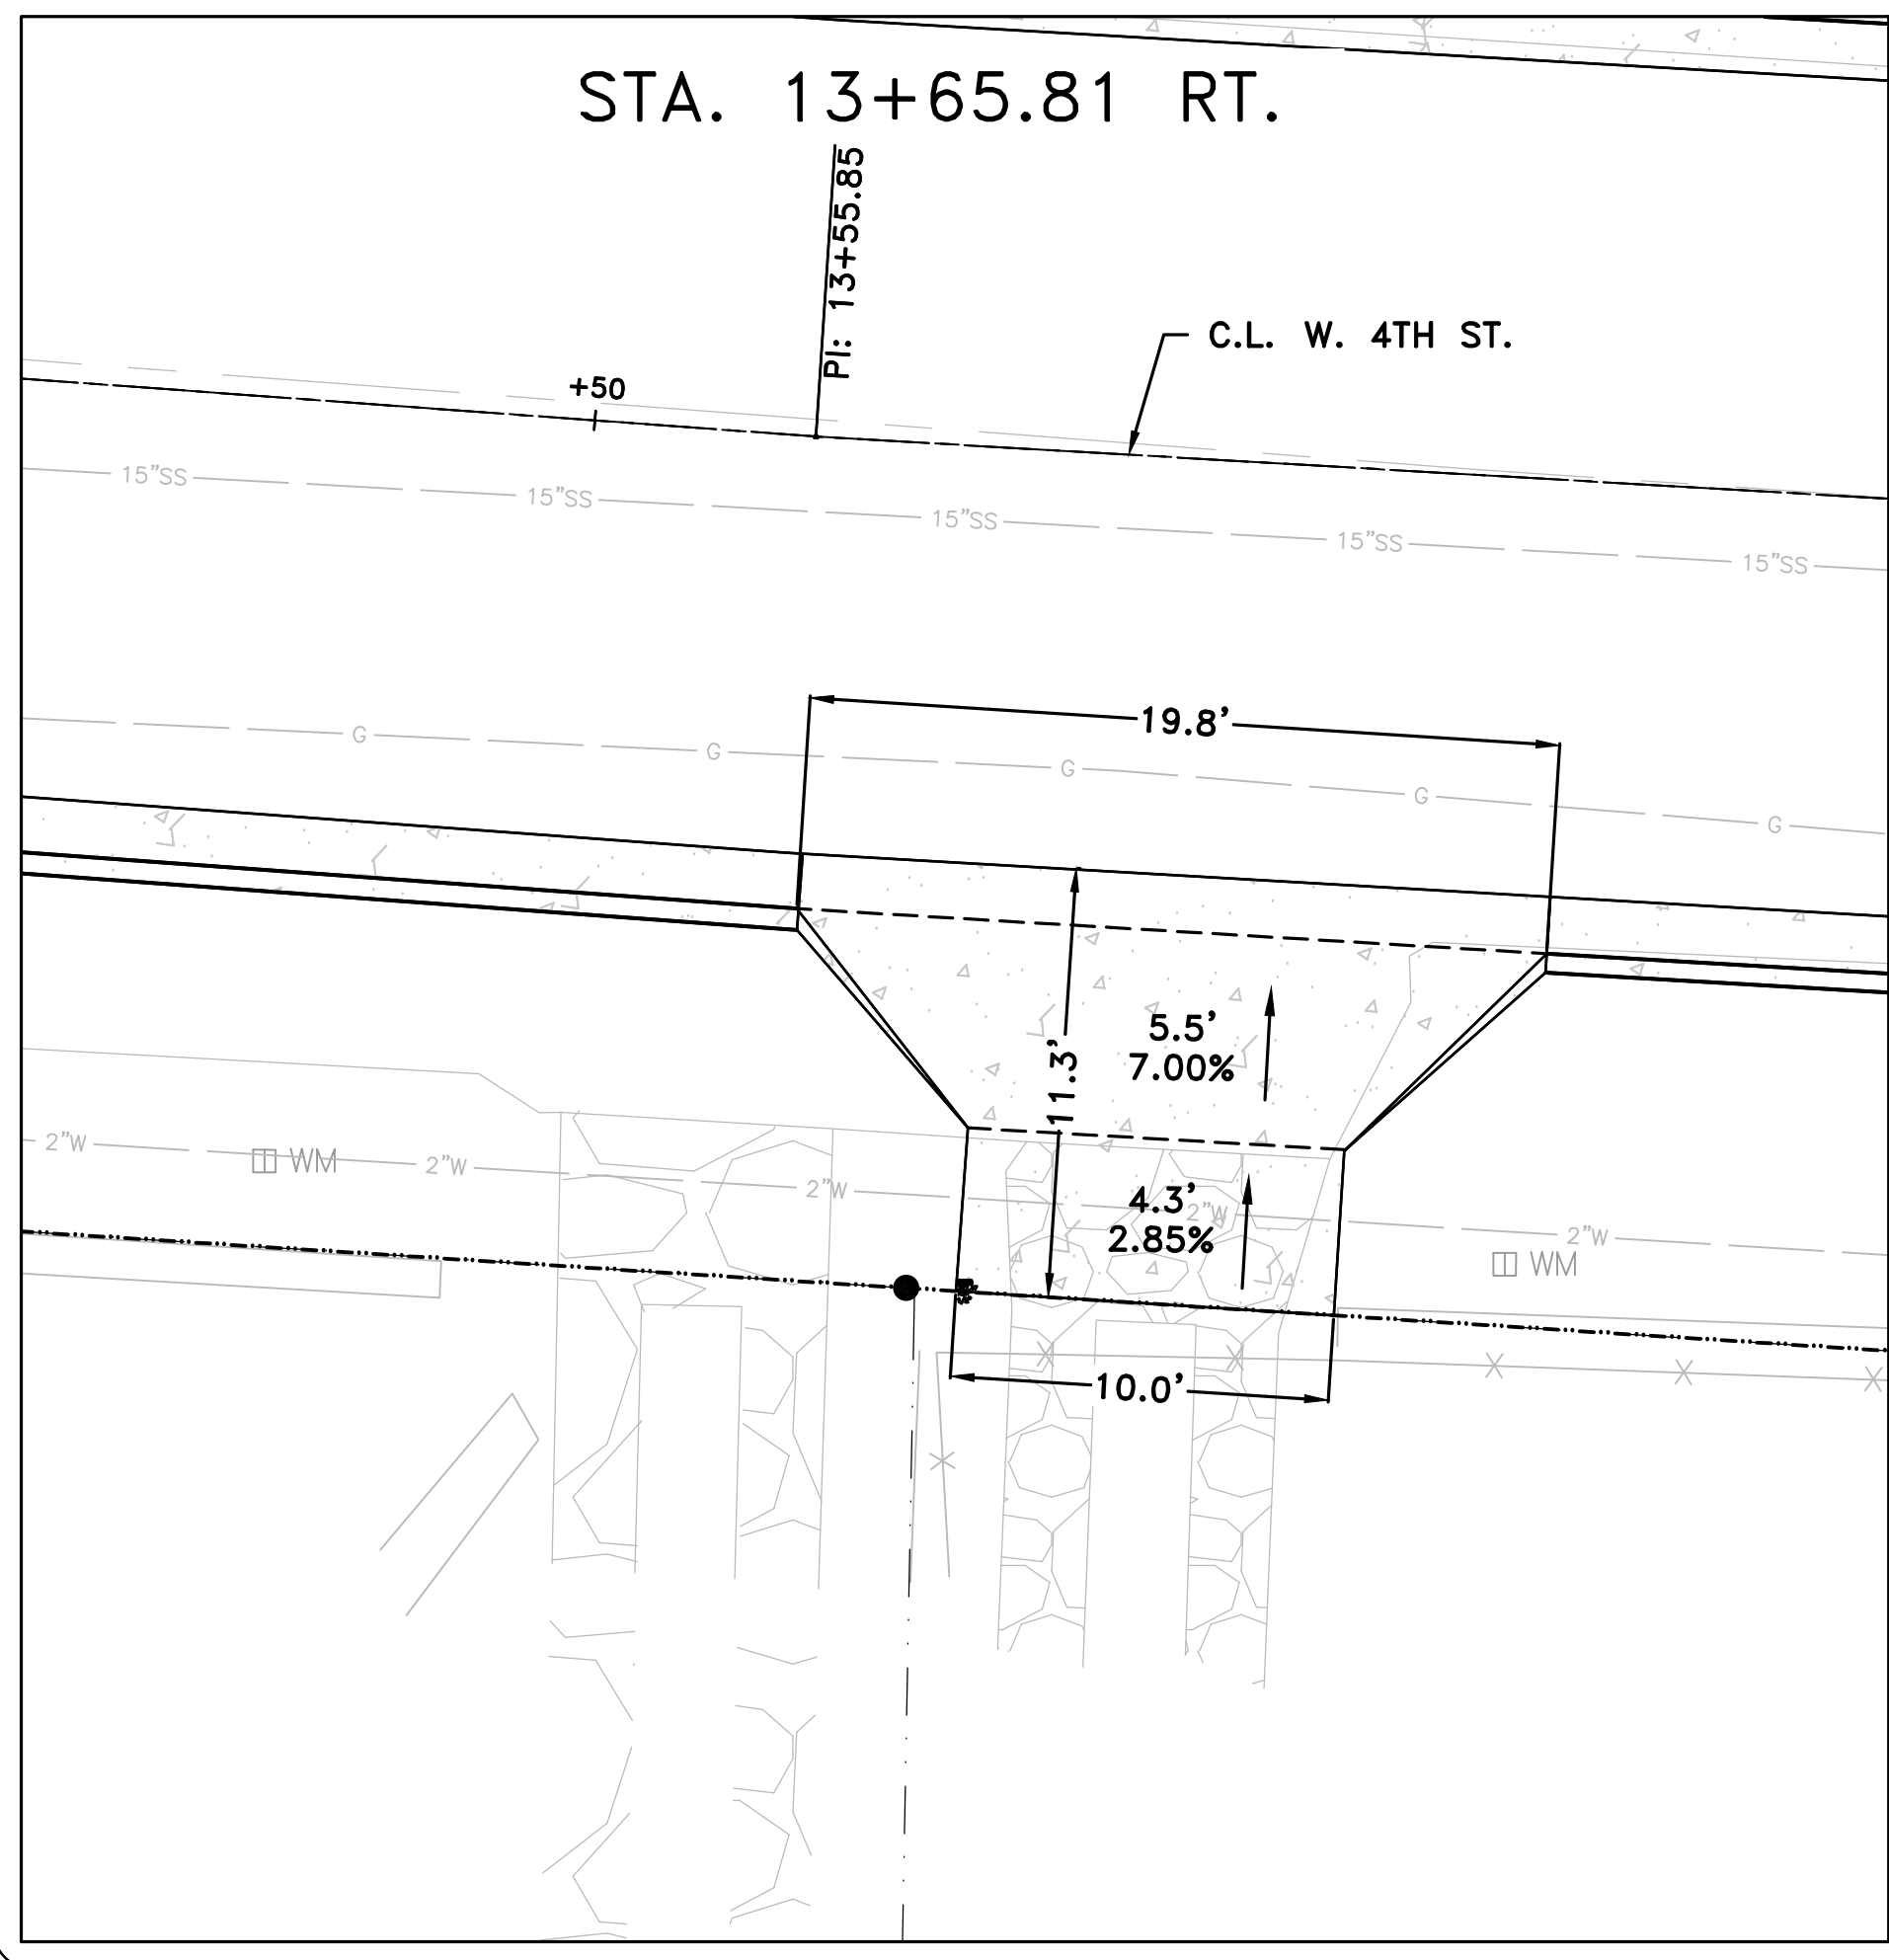 STA. 13+65.81 RT.
PI: 13+55.85
C.L. W. 4TH ST.
+50
15"SS
15"SS
15"SS
15"SS
15"SS
19.8'
G
G
G
G
G
5.5'
7.00%
11.3'
2"W
WM
2"W
2"W
4.3'
2"W
2.85%
2"W
WM
10.0'